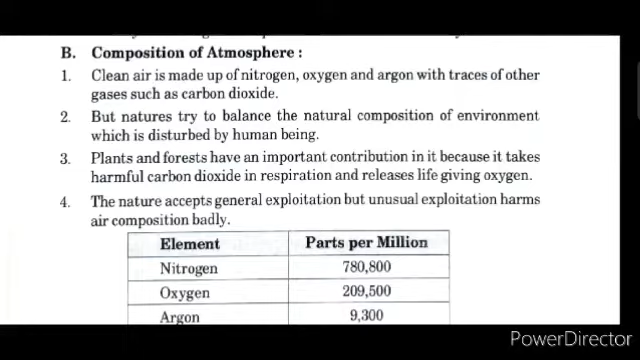 B. Composition of Atmosphere :
1. Clean air is made up of nitrogen, oxygen and argon with traces of other
gases such as carbon dioxide.
2. But natures try to balance the natural composition of environment
which is disturbed by human being.
3. Plants and forests have an important contribution in it because it takes
harmful carbon dioxide in respiration and releases life giving oxygen.
4. The nature accepts general exploitation but unusual exploitation harms
air composition badly.
Element Parts per Million
Nitrogen 780,800
Oxygen 209,500
Argon 9,300
PowerDirector